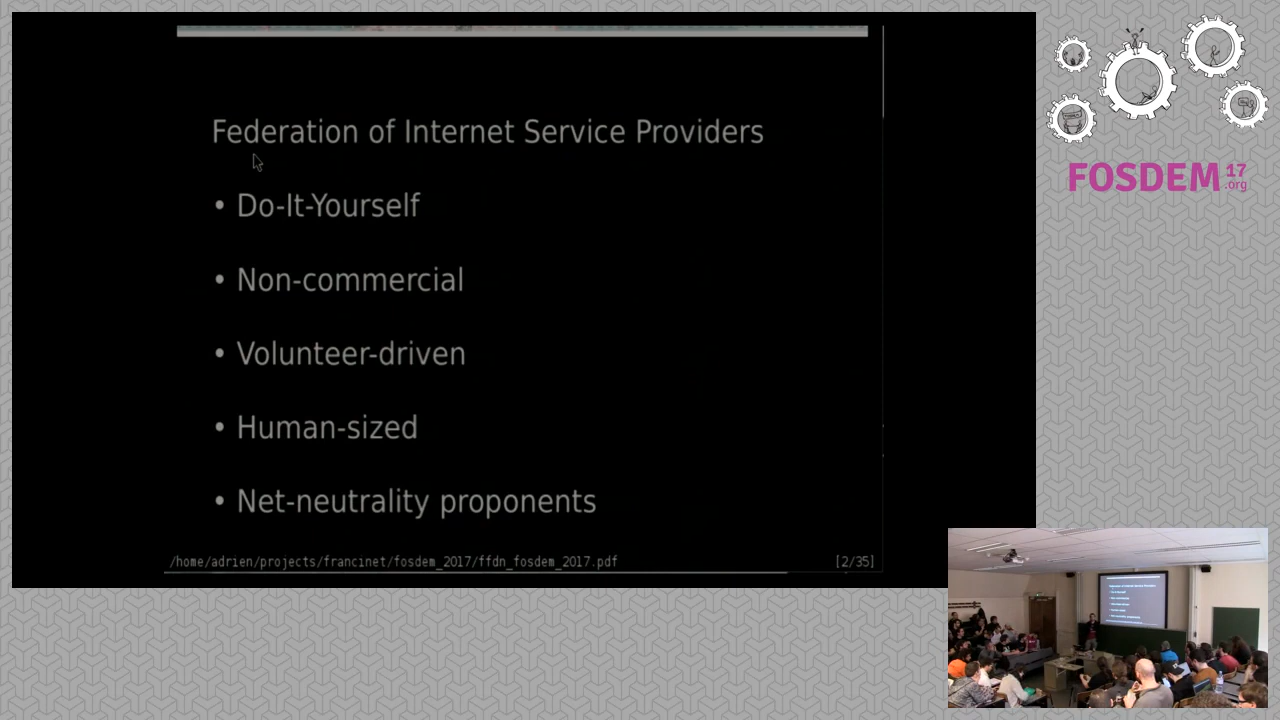 Federation of Internet Service Providers
• Do-It-Yourself
• Non-commercial
• Volunteer-driven
• Human-sized
• Net-neutrality proponents
/home/adrien/projects/francinet/fosdem_2017/ffdn_fosdem_2017.pdf [2/35]
FOSDEM 17
.org